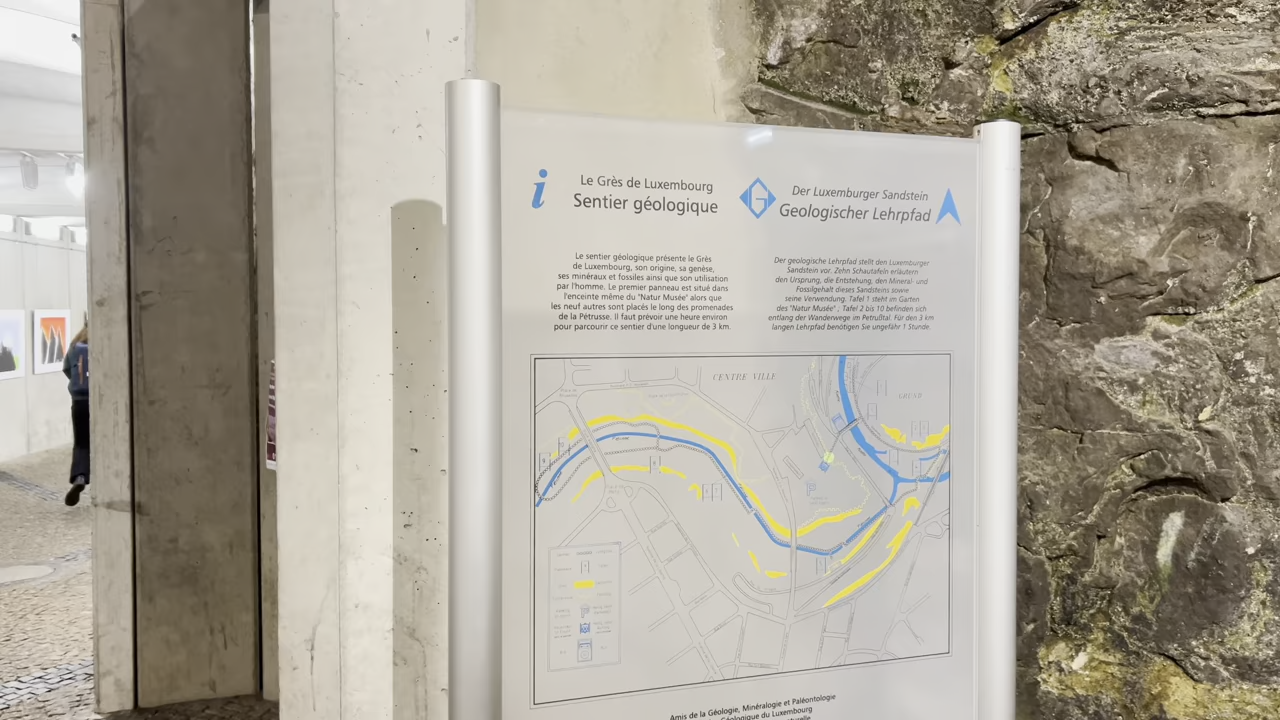 i
Le Grès de Luxembourg
Sentier géologique
G
Der Luxemburger Sandstein
Geologischer Lehrpfad
Le sentier géologique présente le Grès
de Luxembourg, son origine, sa genèse,
ses minéraux et fossiles ainsi que son utilisation
par l'homme. Le premier panneau est situé dans
l'enceinte même du "Natur Musée" alors que
les neuf autres sont placés le long des promenades
de la Pétrusse. Il faut prévoir une heure environ
pour parcourir ce sentier d'une longueur de 3 km.
Der geologische Lehrpfad stellt den Luxemburger
Sandstein vor. Zehn Schautafeln erläutern
den Ursprung, die Entstehung, den Mineral- und
Fossilgehalt dieses Sandsteins sowie
seine Verwendung. Tafel 1 steht im Garten
des "Natur Musée" ; Tafel 2 bis 10 befinden sich
entlang der Wanderwege im Petrußtal. Für den 3 km
langen Lehrpfad benötigen Sie ungefähr 1 Stunde.
CENTRE VILLE
GRUND
P
Amis de la Géologie, Minéralogie et Paléontologie
Géologique du Luxembourg